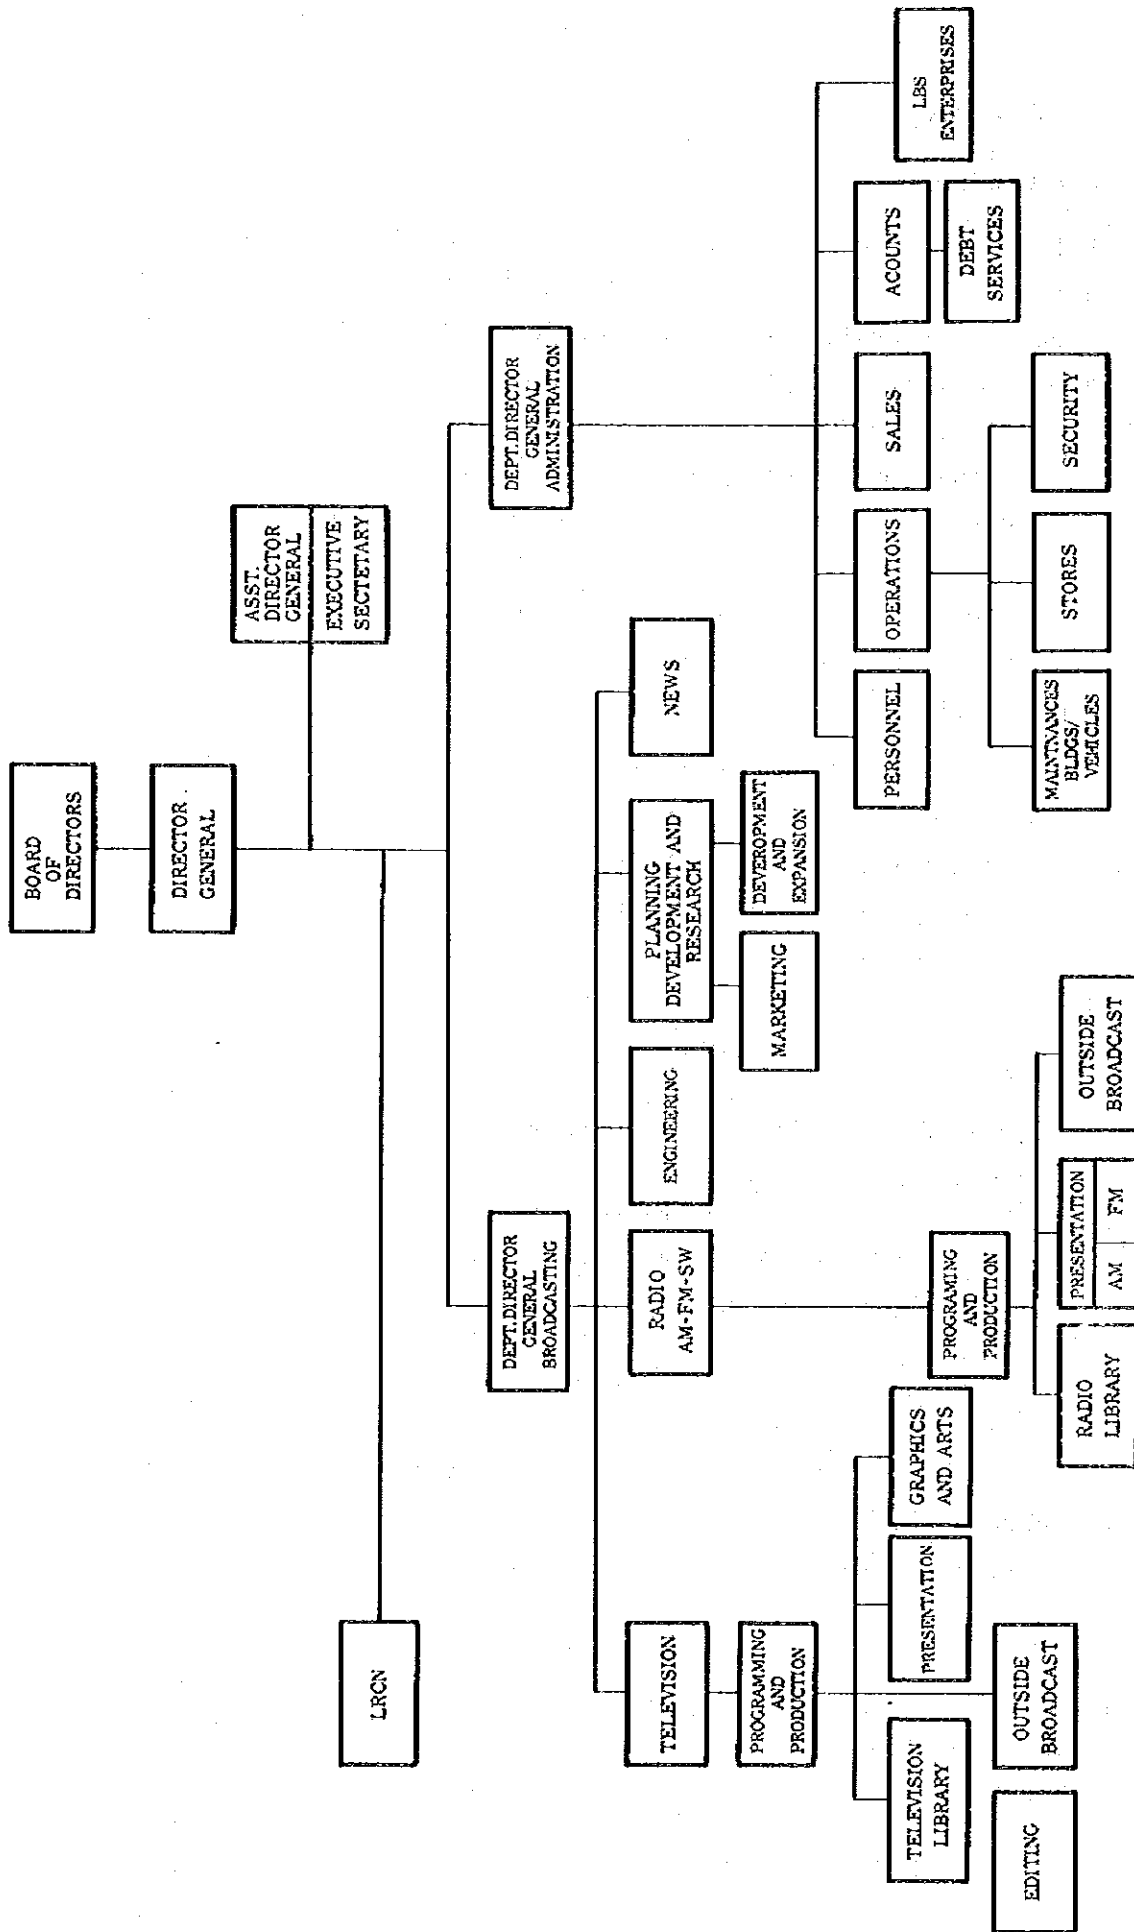 BOARD
OF
DIRECTORS
DIRECTOR
GENERAL
ASST.
DIRECTOR
GENERAL
EXECUTIVE
SECTETARY
LRCN
DEPT.DIRECTOR
GENERAL
BROADCASTING
DEPT.DIRECTOR
GENERAL
ADMINISTRATION
TELEVISION
RADIO
AM-FM-SW
ENGINEERING
PLANNING
DEVELOPMENT AND
RESEARCH
NEWS
PROGRAMMING
AND
PRODUCTION
MARKETING
DEVEROPMENT
AND
EXPANSION
TELEVISION
LIBRARY
PRESENTATION
GRAPHICS
AND ARTS
EDITING
OUTSIDE
BROADCAST
PROGRAMING
AND
PRODUCTION
RADIO
LIBRARY
PRESENTATION
AM
FM
OUTSIDE
BROADCAST
PERSONNEL
OPERATIONS
SALES
ACOUNTS
LBS
ENTERPRISES
DEBT
SERVICES
MAINTNANCES
BLDGS/
VEHICLES
STORES
SECURITY